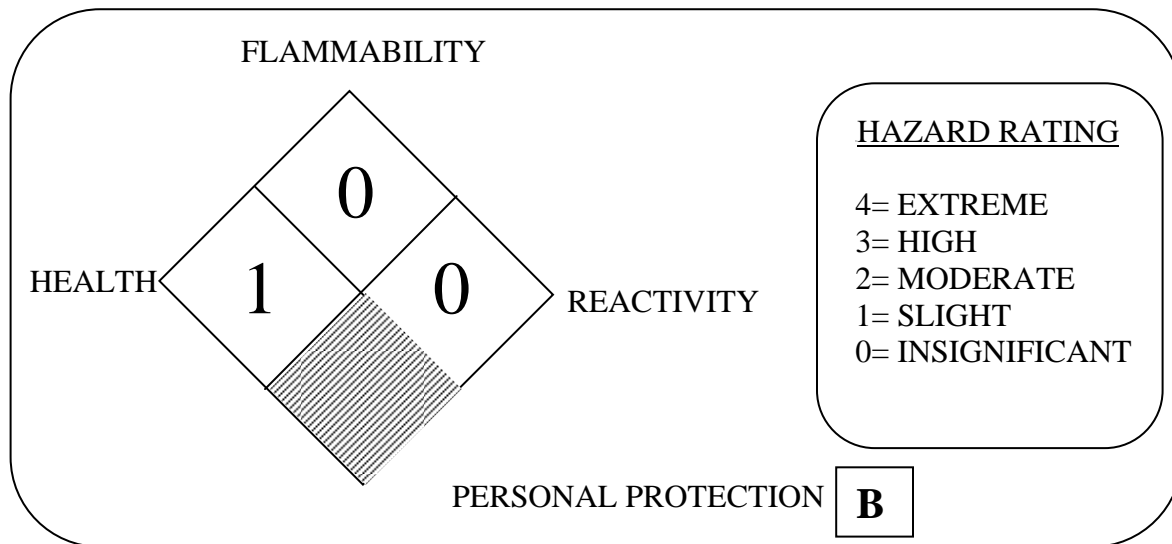 FLAMMABILITY
0
HEALTH
1
0
REACTIVITY
HAZARD RATING
4= EXTREME
3= HIGH
2= MODERATE
1= SLIGHT
0= INSIGNIFICANT
PERSONAL PROTECTION
B